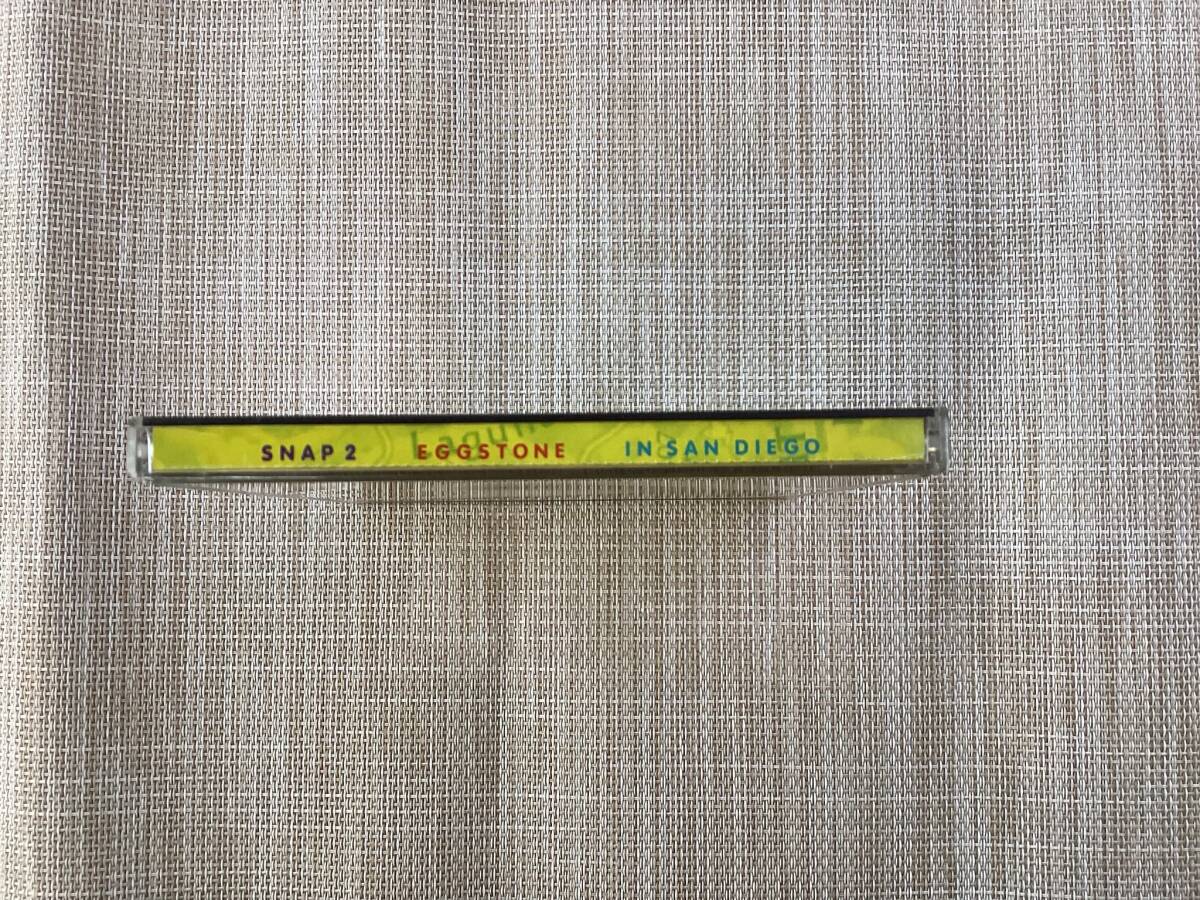 SNAP 2 EGGSTONE IN SAN DIEGO